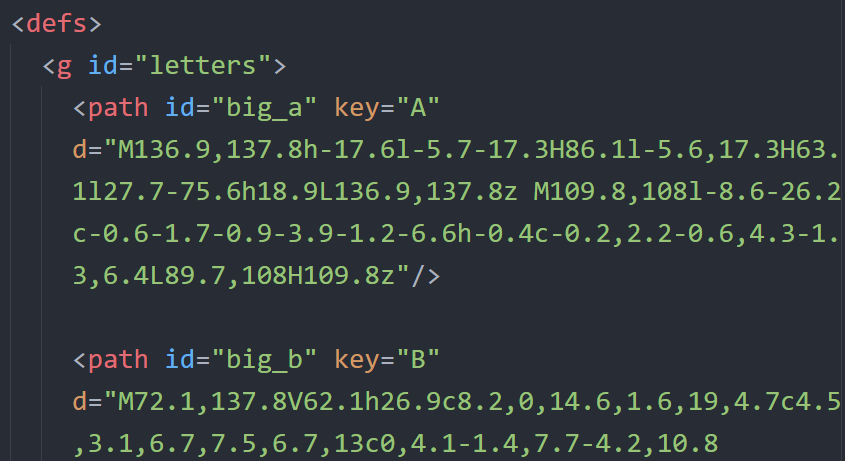 <defs>
<g id="letters">
<path id="big_a" key="A"
d="M136.9,137.8h-17.6l-5.7-17.3H86.1l-5.6,17.3H63.
1l27.7-75.6h18.9L136.9,137.8z M109.8,108l-8.6-26.2
c-0.6-1.7-0.9-3.9-1.2-6.6h-0.4c-0.2,2.2-0.6,4.3-1.
3,6.4L89.7,108H109.8z"/>
<path id="big_b" key="B"
d="M72.1,137.8V62.1h26.9c8.2,0,14.6,1.6,19,4.7c4.5
,3.1,6.7,7.5,6.7,13c0,4.1-1.4,7.7-4.2,10.8